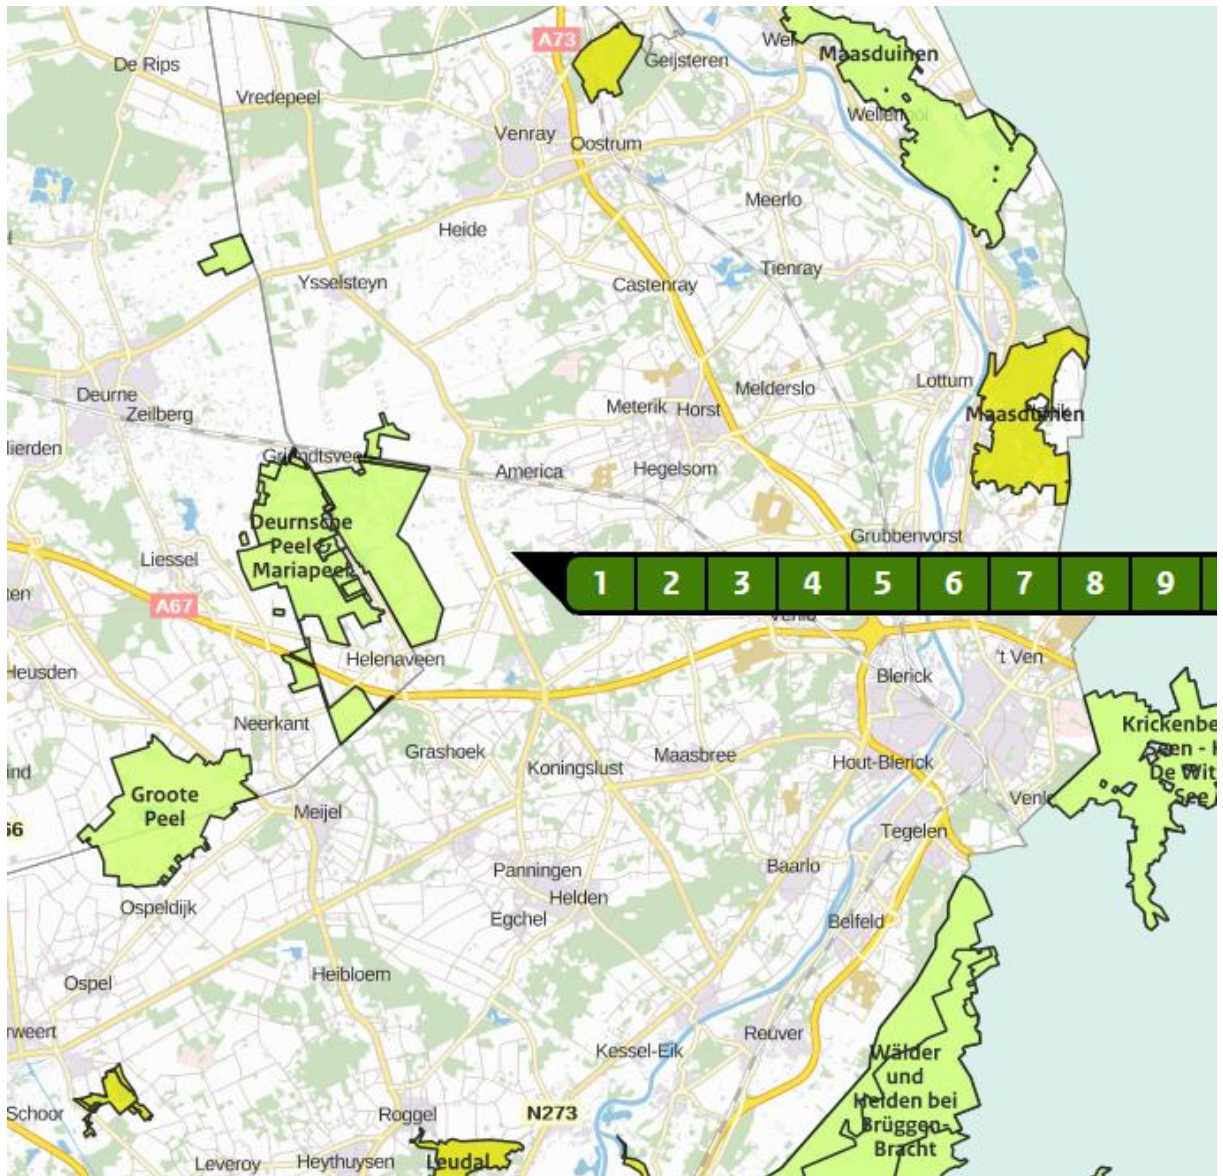 A73
Maasduinen
Geijsteren
De Rips
Vredepeel
Venray
Oostrum
Meerlo
Heide
Tienray
Ysselsteyn
Castenray
Deurne
Zeilberg
Melderslo
Lottum
Meterik
Horst
Maasduinen
America
Hegelsom
Deurnsche
Peel &
Mariapeel
Grubbenvorst
Liessel
1 2 3 4 5 6 7 8 9
A67
Helenaveen
't Ven
Blerick
Heusden
Neerkant
Grashoek
Koningslust
Maasbree
Hout-Blerick
Groote
Peel
Meijel
Tegelen
Panningen
Baarlo
Helden
Egchel
Ospeldijk
Belfeld
Heibloem
Ospel
Reuver
Kessel-Eik
Wälder
und
Heiden bei
Brüggen-
Bracht
Schoor
Roggel
N273
Leveroy
Heythuysen
Leudal